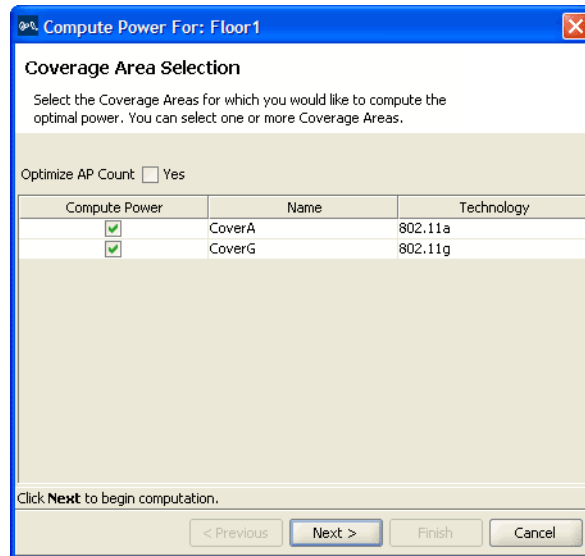 Compute Power For: Floor1
Coverage Area Selection
Select the Coverage Areas for which you would like to compute the
optimal power. You can select one or more Coverage Areas.
Optimize AP Count Yes
Compute Power Name Technology
CoverA 802.11a
CoverG 802.11g
Click Next to begin computation.
< Previous Next > Finish Cancel